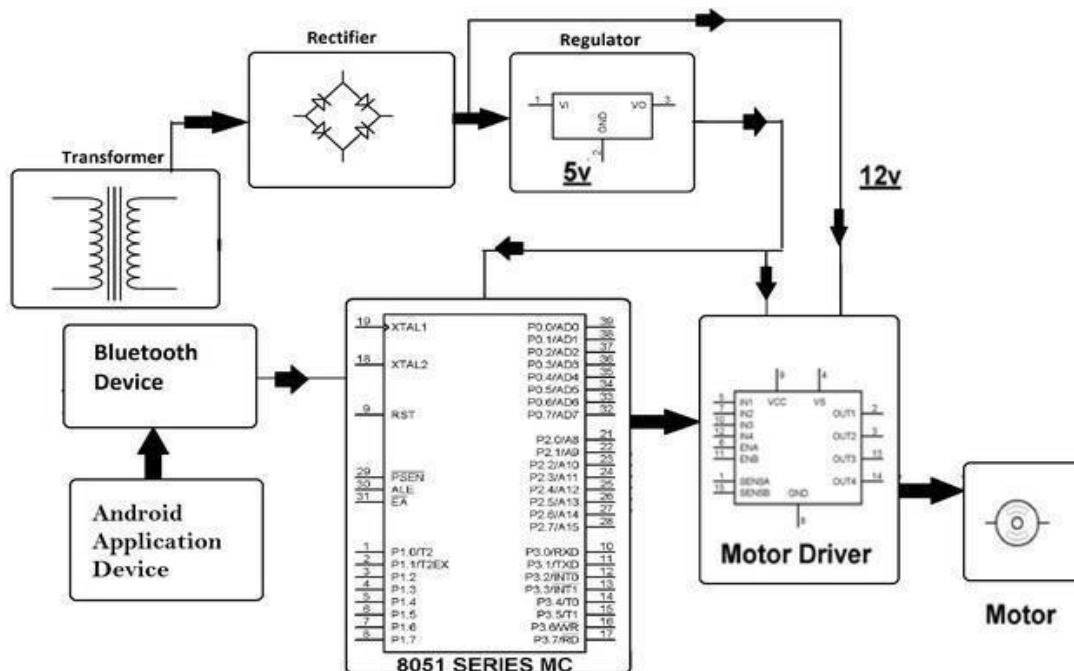 Rectifier
Regulator
1
VI
VO
3
GND
2
5v
12v
Transformer
Bluetooth
Device
Android
Application
Device
19
XTAL1
18
XTAL2
9
RST
29
PSEN
30
ALE
31
EA
1
P1.0/T2
2
P1.1/T2EX
3
P1.2
4
P1.3
5
P1.4
6
P1.5
7
P1.6
8
P1.7
P0.0/AD0
39
P0.1/AD1
38
P0.2/AD2
37
P0.3/AD3
36
P0.4/AD4
35
P0.5/AD5
34
P0.6/AD6
33
P0.7/AD7
32
P2.0/A8
21
P2.1/A9
22
P2.2/A10
23
P2.3/A11
24
P2.4/A12
25
P2.5/A13
26
P2.6/A14
27
P2.7/A15
28
P3.0/RXD
10
P3.1/TXD
11
P3.2/INT0
12
P3.3/INT1
13
P3.4/T0
14
P3.5/T1
15
P3.6/WR
16
P3.7/RD
17
8051 SERIES MC
9
4
VCC
VS
5
IN1
7
IN2
10
IN3
12
IN4
6
ENA
11
ENB
1
SENSA
15
SENSB
OUT1
2
OUT2
3
OUT3
13
OUT4
14
GND
8
Motor Driver
Motor